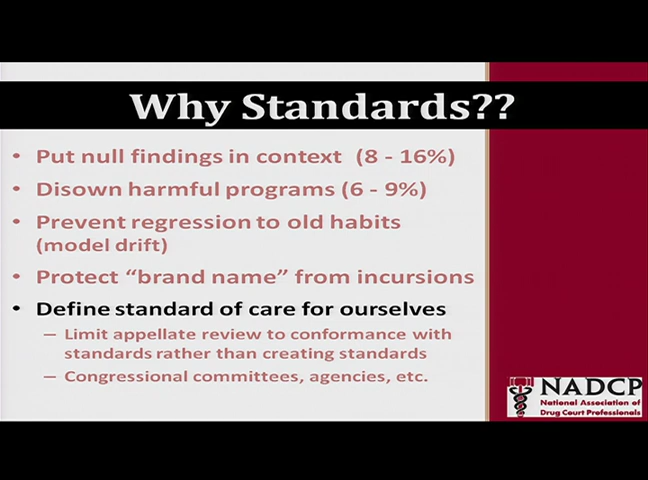 Why Standards??
• Put null findings in context (8 - 16%)
• Disown harmful programs (6 - 9%)
• Prevent regression to old habits
(model drift)
• Protect “brand name” from incursions
• Define standard of care for ourselves
– Limit appellate review to conformance with
standards rather than creating standards
– Congressional committees, agencies, etc.
NADCP
National Association of
Drug Court Professionals